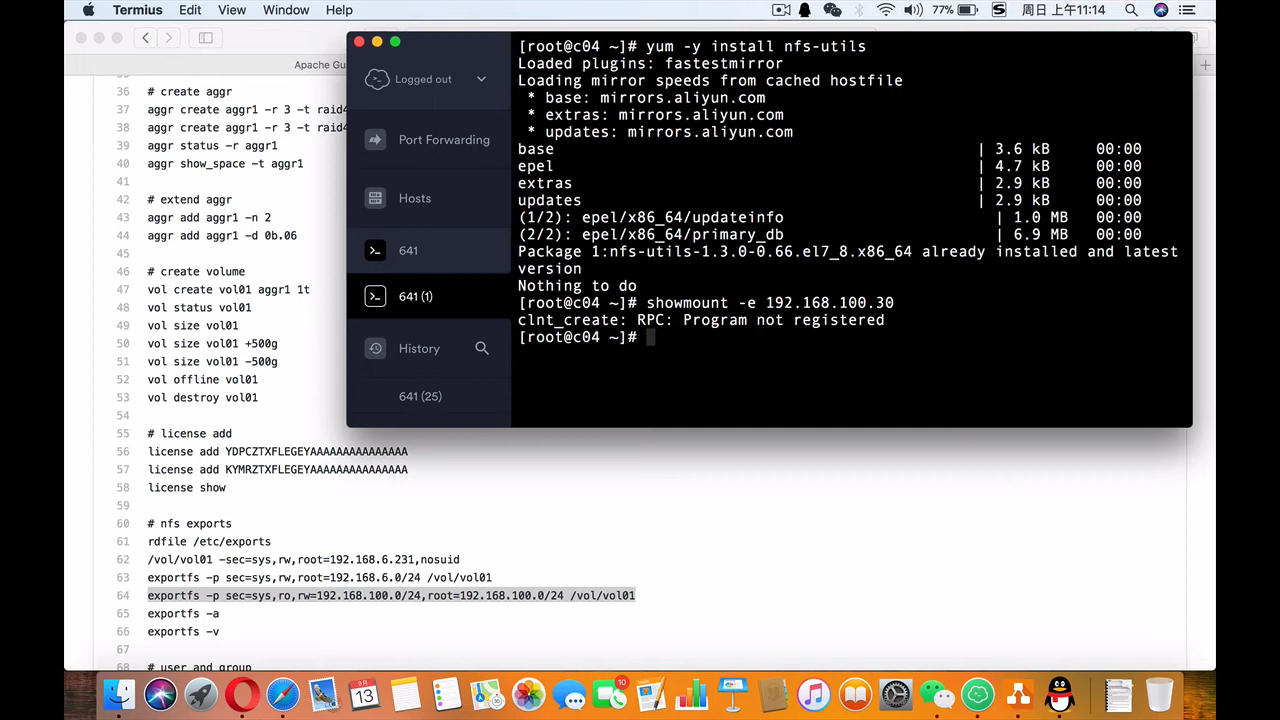 Termius Edit View Window Help
77% 周日 上午11:14
Apache Gu
36 # create aggr
37 aggr create aggr1 -r 3 -t raid4
38 aggr create aggr1 -r 3 -t raid4
39 aggr status -r aggr1
40 aggr show_space -t aggr1
41
42 # extend aggr
43 aggr add aggr1 -n 2
44 aggr add aggr1 -d 0b.06
45
46 # create volume
47 vol create vol01 aggr1 1t
48 vol status vol01
49 vol size vol01
50 vol size vol01 +500g
51 vol size vol01 -500g
52 vol offline vol01
53 vol destroy vol01
54
55 # license add
56 license add YDPCZTXFLEGEYAAAAAAAAAAAAAAA
57 license add KYMRZTXFLEGEYAAAAAAAAAAAAAAA
58 license show
59
60 # nfs exports
61 rdfile /etc/exports
62 /vol/vol01 -sec=sys,rw,root=192.168.6.231,nosuid
63 exportfs -p sec=sys,rw,root=192.168.6.0/24 /vol/vol01
64 exportfs -p sec=sys,ro,rw=192.168.100.0/24,root=192.168.100.0/24 /vol/vol01
65 exportfs -a
66 exportfs -v
67
68 # user and group
Logged out
Port Forwarding
Hosts
641
641 (1)
History
641 (25)
[root@c04 ~]# yum -y install nfs-utils
Loaded plugins: fastestmirror
Loading mirror speeds from cached hostfile
* base: mirrors.aliyun.com
* extras: mirrors.aliyun.com
* updates: mirrors.aliyun.com
base | 3.6 kB 00:00
epel | 4.7 kB 00:00
extras | 2.9 kB 00:00
updates | 2.9 kB 00:00
(1/2): epel/x86_64/updateinfo | 1.0 MB 00:00
(2/2): epel/x86_64/primary_db | 6.9 MB 00:00
Package 1:nfs-utils-1.3.0-0.66.el7_8.x86_64 already installed and latest
version
Nothing to do
[root@c04 ~]# showmount -e 192.168.100.30
clnt_create: RPC: Program not registered
[root@c04 ~]#
9月
13
10